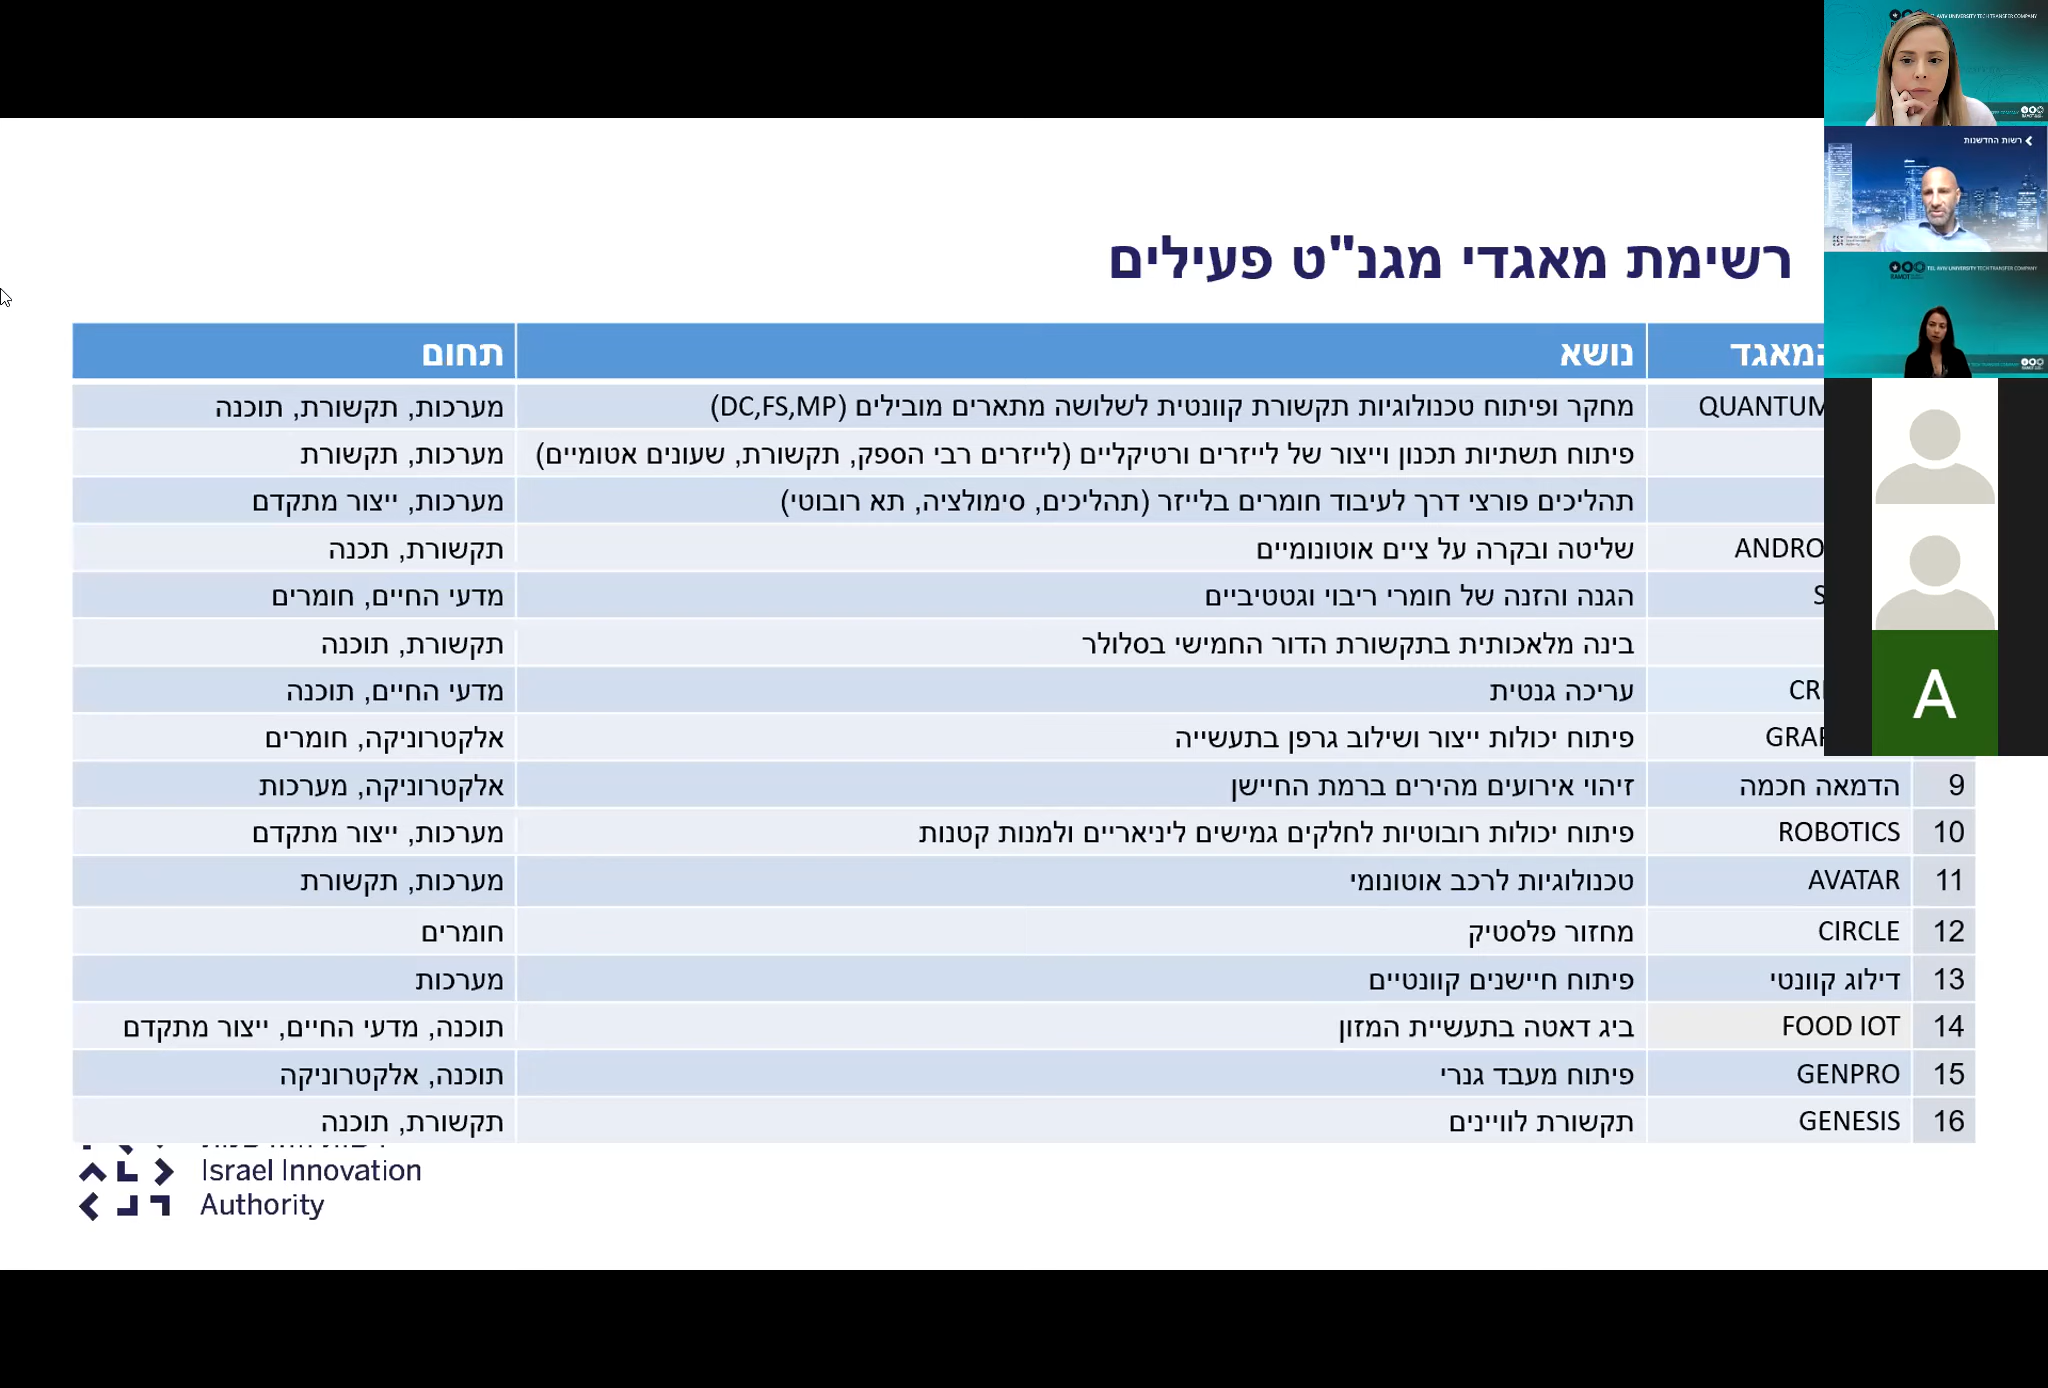 רשימת מאגדי מגנ"ט פעילים
נושא תחום
QUANTUM מחקר ופיתוח טכנולוגיות תקשורת קוונטית לשלושה מתארים מובילים (DC,FS,MP) מערכות, תקשורת, תוכנה
פיתוח תשתיות תכנון וייצור של לייזרים ורטיקליים (לייזרים רבי הספק, תקשורת, שעונים אטומיים) מערכות, תקשורת
תהליכים פורצי דרך לעיבוד חומרים בלייזר (תהליכים, סימולציה, תא רובוטי) מערכות, ייצור מתקדם
שליטה ובקרה על ציים אוטונומיים תקשורת, תכנה
הגנה והזנה של חומרי ריבוי וגטטיביים מדעי החיים, חומרים
בינה מלאכותית בתקשורת הדור החמישי בסלולר תקשורת, תוכנה
עריכה גנטית מדעי החיים, תוכנה
פיתוח יכולות ייצור ושילוב גרפן בתעשייה אלקטרוניקה, חומרים
9 הדמאה חכמה זיהוי אירועים מהירים ברמת החיישן אלקטרוניקה, מערכות
10 ROBOTICS פיתוח יכולות רובוטיות לחלקים גמישים ליניאריים ולמנות קטנות מערכות, ייצור מתקדם
11 AVATAR טכנולוגיות לרכב אוטונומי מערכות, תקשורת
12 CIRCLE מחזור פלסטיק חומרים
13 דילוג קוונטי פיתוח חיישנים קוונטיים מערכות
14 FOOD IOT ביג דאטה בתעשיית המזון תוכנה, מדעי החיים, ייצור מתקדם
15 GENPRO פיתוח מעבד גנרי תוכנה, אלקטרוניקה
16 GENESIS תקשורת לוויינים תקשורת, תוכנה
Israel Innovation
Authority
רשות החדשנות
TEL AVIV UNIVERSITY TECH TRANSFER COMPANY
A